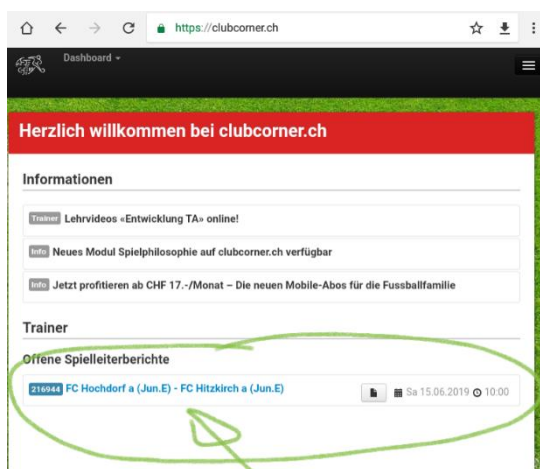 https://clubcorner.ch
Dashboard
Herzlich willkommen bei clubcorner.ch
Informationen
Trainer Lehrvideos «Entwicklung TA» online!
Info Neues Modul Spielphilosophie auf clubcorner.ch verfügbar
Info Jetzt profitieren ab CHF 17.-/Monat – Die neuen Mobile-Abos für die Fussballfamilie
Trainer
Offene Spielleiterberichte
216944 FC Hochdorf a (Jun.E) - FC Hitzkirch a (Jun.E) Sa 15.06.2019 10:00